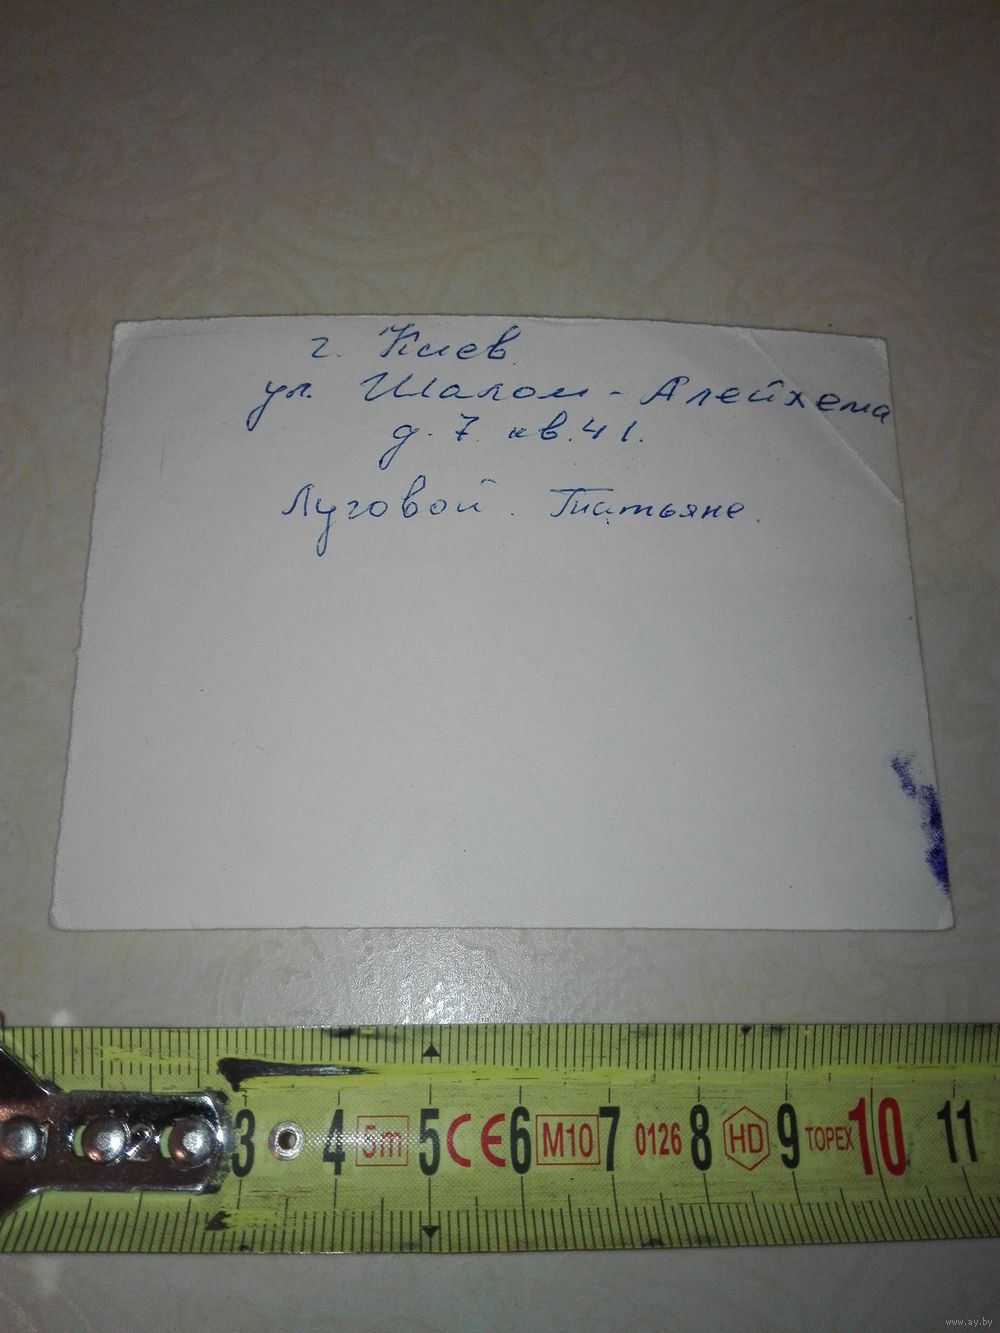 г. Киев
ул. Шалом-Алейхема
д. 7. кв. 41.
Луговой. Татьяне.
2 3 4 5m 5 CE 6 M10 7 0126 8 HD 9 TOPEX 10 11
www.ay.by